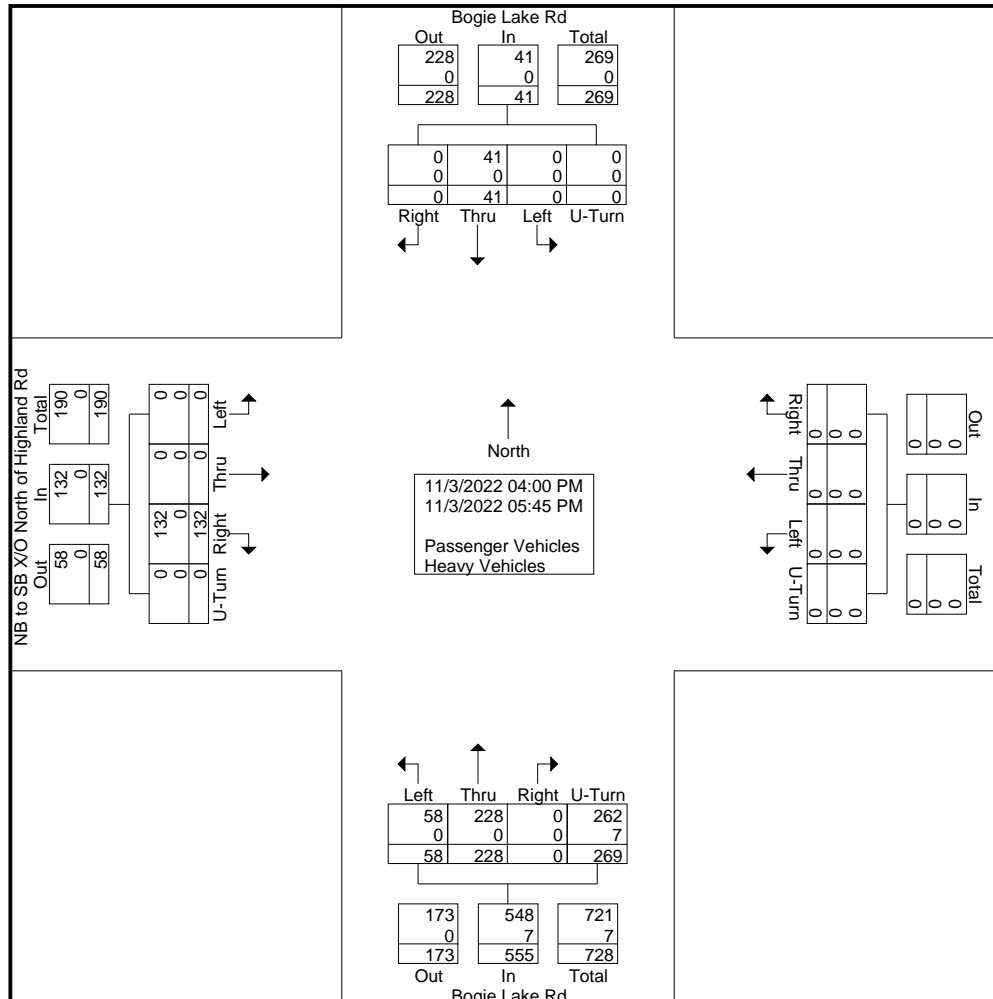 Bogie Lake Rd
Out In Total
228 41 269
0 0 0
228 41 269
0 41 0 0
0 0 0 0
0 41 0 0
Right Thru Left U-Turn
NB to SB X/O North of Highland Rd
Total In Out
190 132 58
0 0 0
190 132 58
Left Thru Right U-Turn
0 0 132 0
0 0 0 0
0 0 132 0
North
11/3/2022 04:00 PM
11/3/2022 05:45 PM
Passenger Vehicles
Heavy Vehicles
Right Thru Left U-Turn
0 0 0 0
0 0 0 0
0 0 0 0
Out In Total
0 0 0
0 0 0
0 0 0
Left Thru Right U-Turn
58 228 0 262
0 0 0 7
58 228 0 269
173 548 721
0 7 7
173 555 728
Out In Total
Bogie Lake Rd